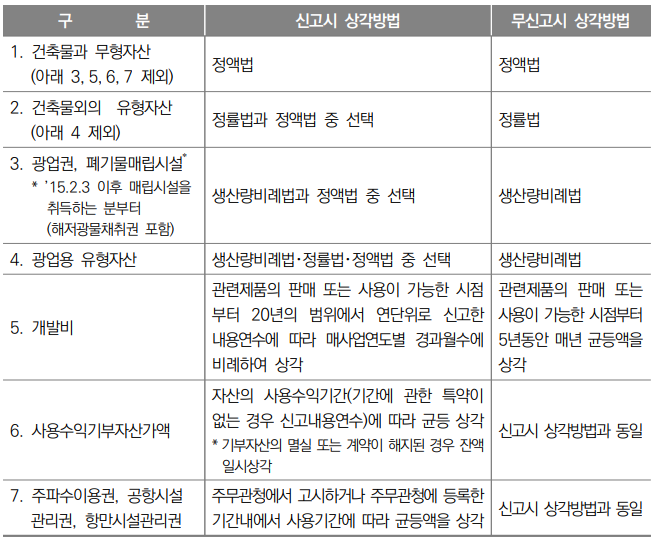 구 분 신고시 상각방법 무신고시 상각방법
1. 건축물과 무형자산
(아래 3, 5, 6, 7 제외)
정액법
정액법
2. 건축물외의 유형자산
(아래 4 제외)
정률법과 정액법 중 선택
정률법
3. 광업권, 폐기물매립시설*
* ’15.2.3 이후 매립시설을
취득하는 분부터
(해저광물채취권 포함)
생산량비례법과 정액법 중 선택
생산량비례법
4. 광업용 유형자산
생산량비례법·정률법·정액법 중 선택
생산량비례법
5. 개발비
관련제품의 판매 또는 사용이 가능한 시점
부터 20년의 범위에서 연단위로 신고한
내용연수에 따라 매사업연도별 경과월수에
비례하여 상각
관련제품의 판매 또는
사용이 가능한 시점부터
5년동안 매년 균등액을
상각
6. 사용수익기부자산가액
자산의 사용수익기간(기간에 관한 특약이
없는 경우 신고내용연수)에 따라 균등 상각
* 기부자산의 멸실 또는 계약이 해지된 경우 잔액
일시상각
신고시 상각방법과 동일
7. 주파수이용권, 공항시설
관리권, 항만시설관리권
주무관청에서 고시하거나 주무관청에 등록한
기간내에서 사용기간에 따라 균등액을 상각
신고시 상각방법과 동일